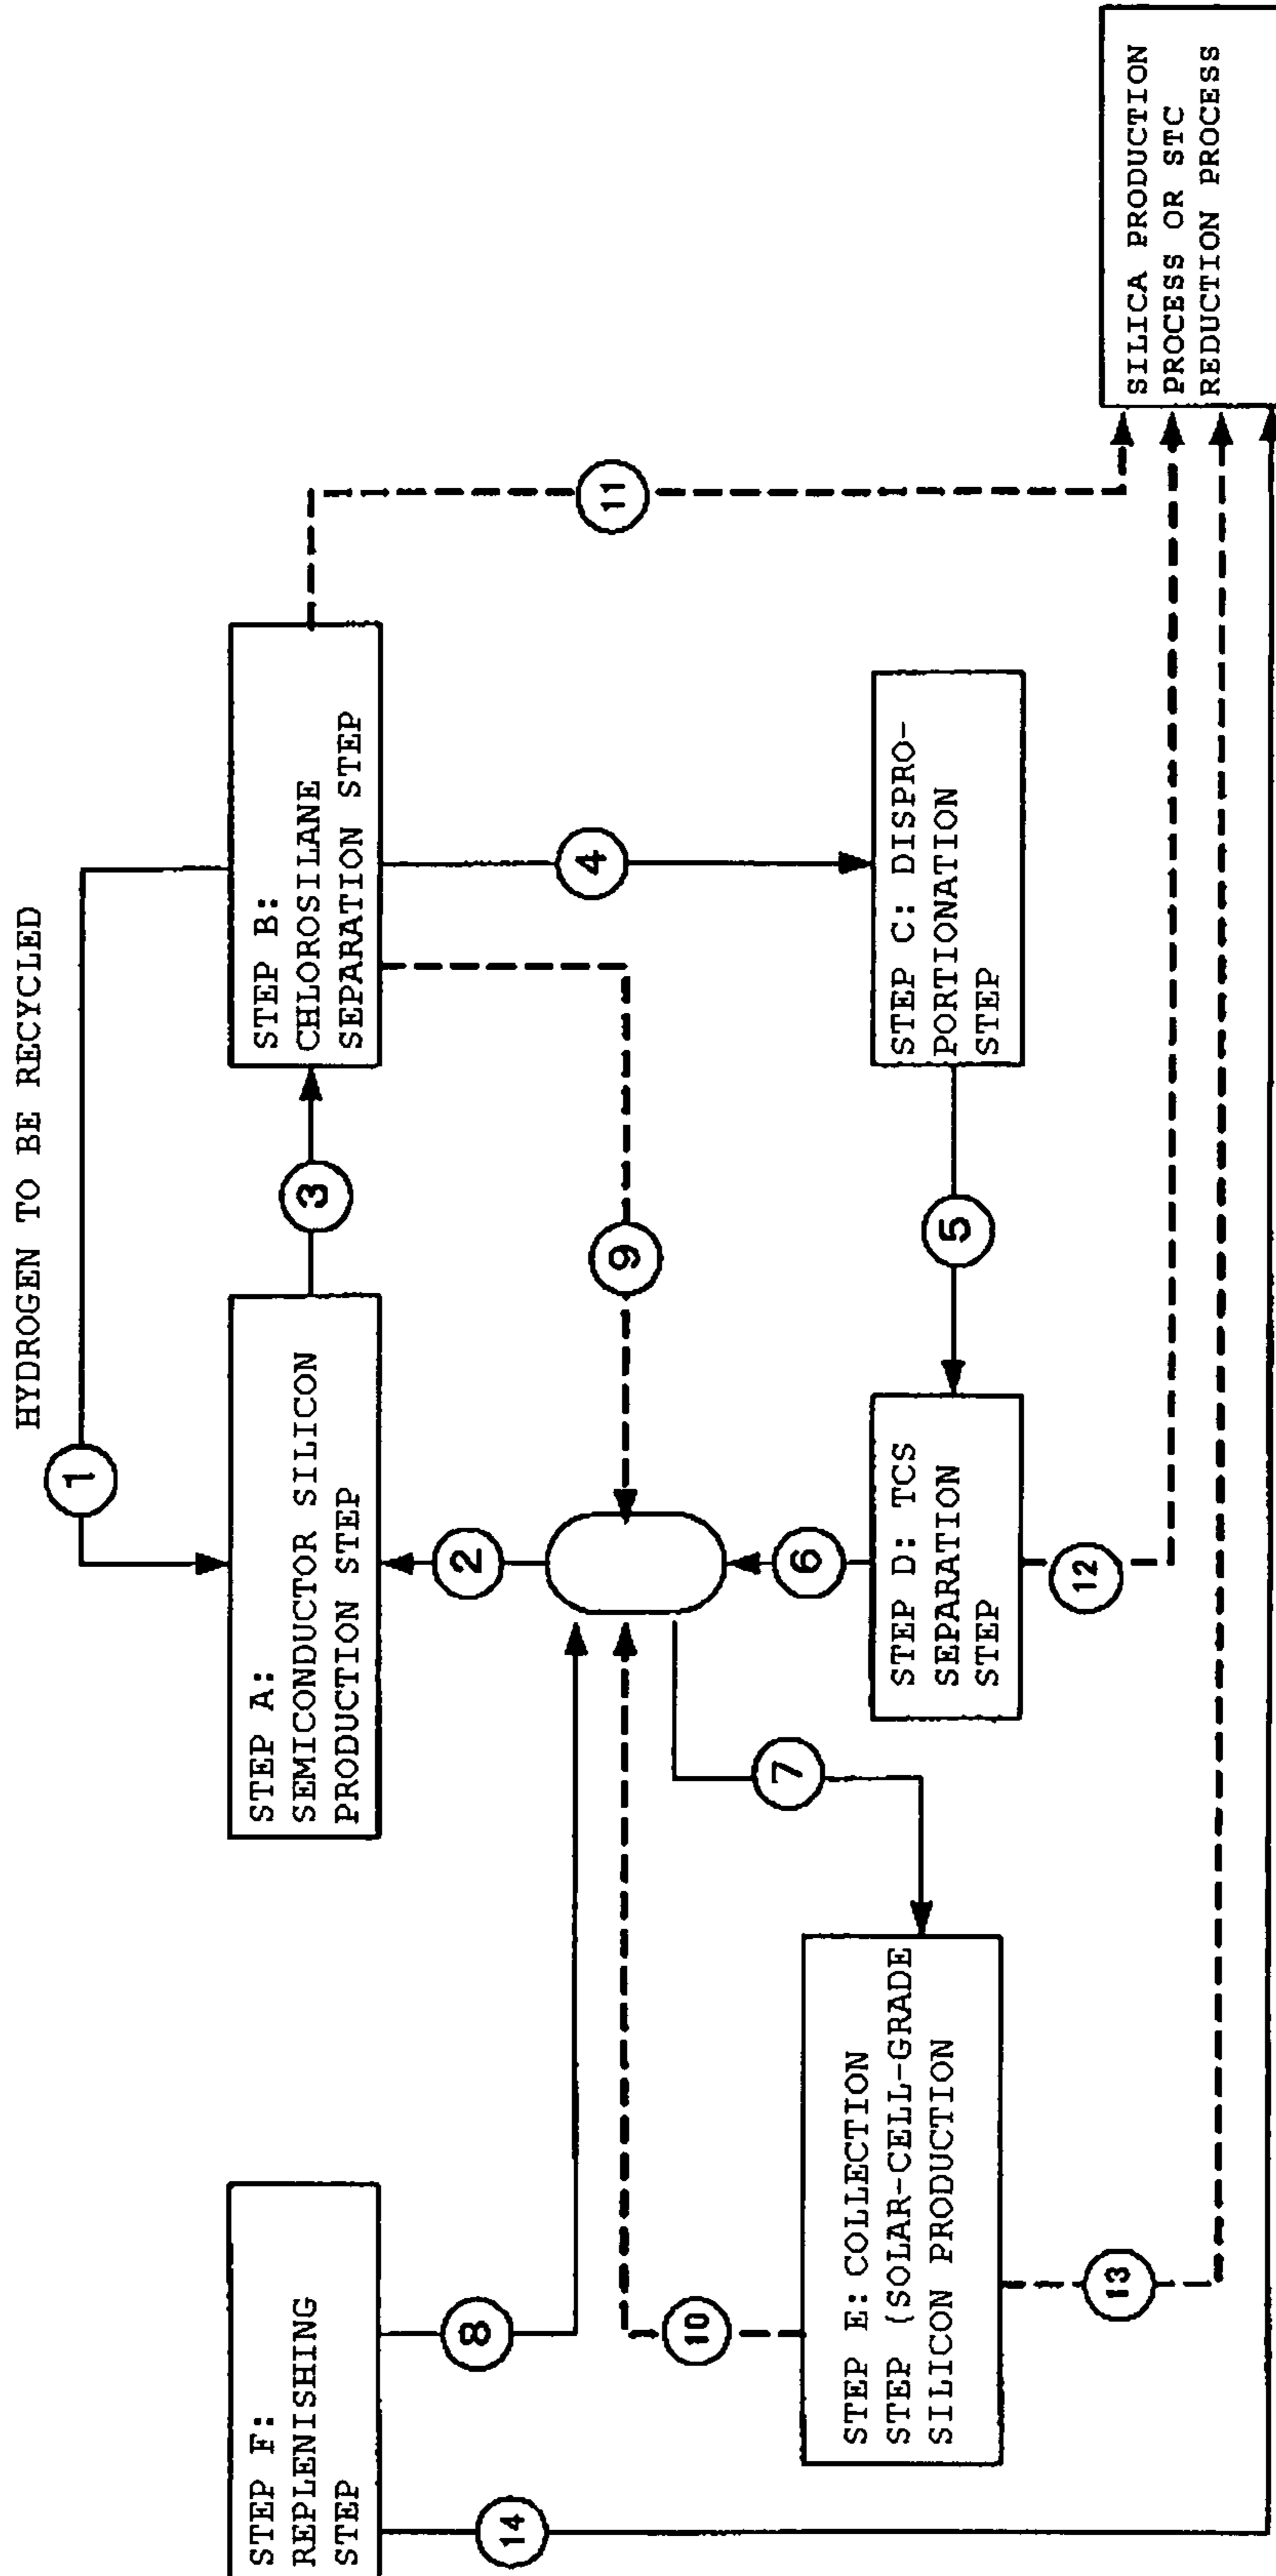 HYDROGEN TO BE RECYCLED
1
STEP F:
REPLENISHING
STEP
STEP A:
SEMICONDUCTOR SILICON
PRODUCTION STEP
3
STEP B:
CHLOROSILANE
SEPARATION STEP
14
8
2
9
4
11
10
7
6
STEP E: COLLECTION
STEP (SOLAR-CELL-GRADE
SILICON PRODUCTION
STEP D: TCS
SEPARATION
STEP
5
STEP C: DISPRO-
PORTIONATION
STEP
13
12
SILICA PRODUCTION
PROCESS OR STC
REDUCTION PROCESS